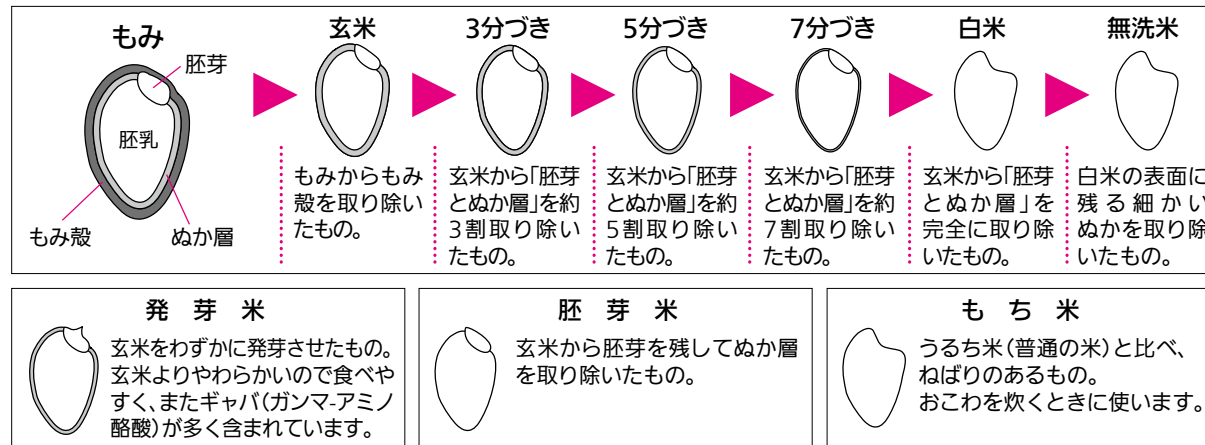 もみ
胚芽
胚乳
もみ殻
ぬか層
玄米
もみからもみ
殻を取り除い
たもの。
3分づき
玄米から「胚芽
とぬか層」を約
3割取り除い
たもの。
5分づき
玄米から「胚芽
とぬか層」を約
5割取り除い
たもの。
7分づき
玄米から「胚芽
とぬか層」を約
7割取り除い
たもの。
白米
玄米から「胚芽
とぬか層」を
完全に取り除
いたもの。
無洗米
白米の表面に
残る細かい
ぬかを取り除
いたもの。
発芽米
玄米をわずかに発芽させたもの。
玄米よりやわらかいので食べや
すく、またギャバ(ガンマ-アミノ
酪酸)が多く含まれています。
胚芽米
玄米から胚芽を残してぬか層
を取り除いたもの。
もち米
うるち米(普通の米)と比べ、
ねばりのあるもの。
おこわを炊くときに使います。